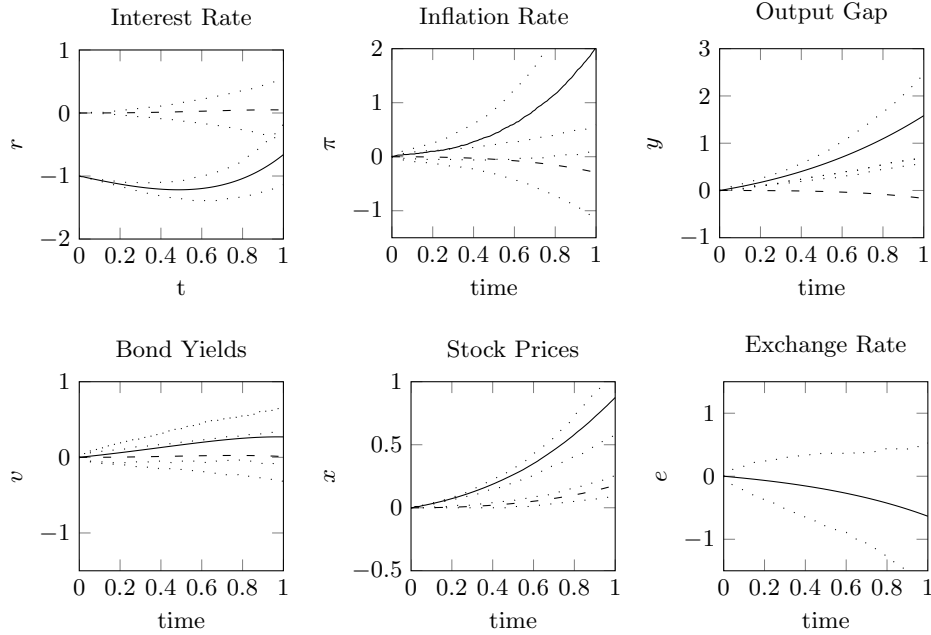 Interest Rate
1
0
−1
−2
r
0 0.2 0.4 0.6 0.8 1
t
Inflation Rate
2
1
0
−1
π
0 0.2 0.4 0.6 0.8 1
time
Output Gap
3
2
1
0
−1
y
0 0.2 0.4 0.6 0.8 1
time
Bond Yields
1
0
−1
v
0 0.2 0.4 0.6 0.8 1
time
Stock Prices
1
0.5
0
−0.5
x
0 0.2 0.4 0.6 0.8 1
time
Exchange Rate
1
0
−1
e
0 0.2 0.4 0.6 0.8 1
time